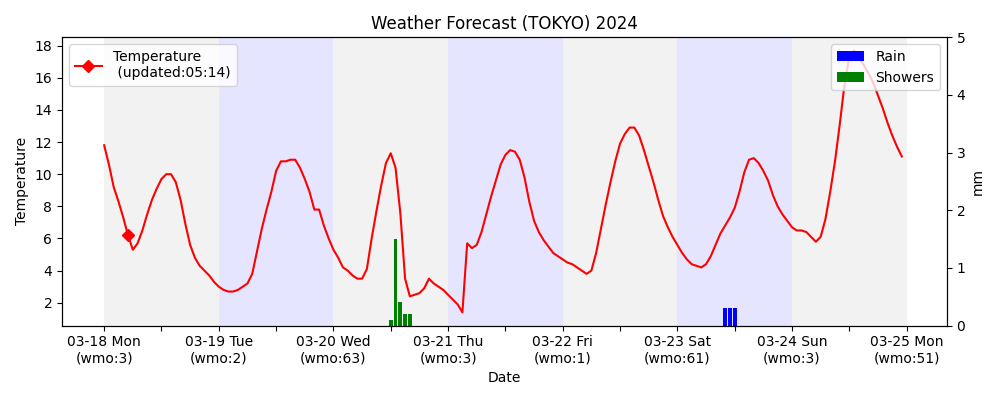 Weather Forecast (TOKYO) 2024
Temperature
(updated:05:14)
Rain
Showers
18
16
14
12
10
8
6
4
2
Temperature
5
4
3
2
1
0
mm
03-18 Mon 03-19 Tue 03-20 Wed 03-21 Thu 03-22 Fri 03-23 Sat 03-24 Sun 03-25 Mon
(wmo:3) (wmo:2) (wmo:63) (wmo:3) (wmo:1) (wmo:61) (wmo:3) (wmo:51)
Date